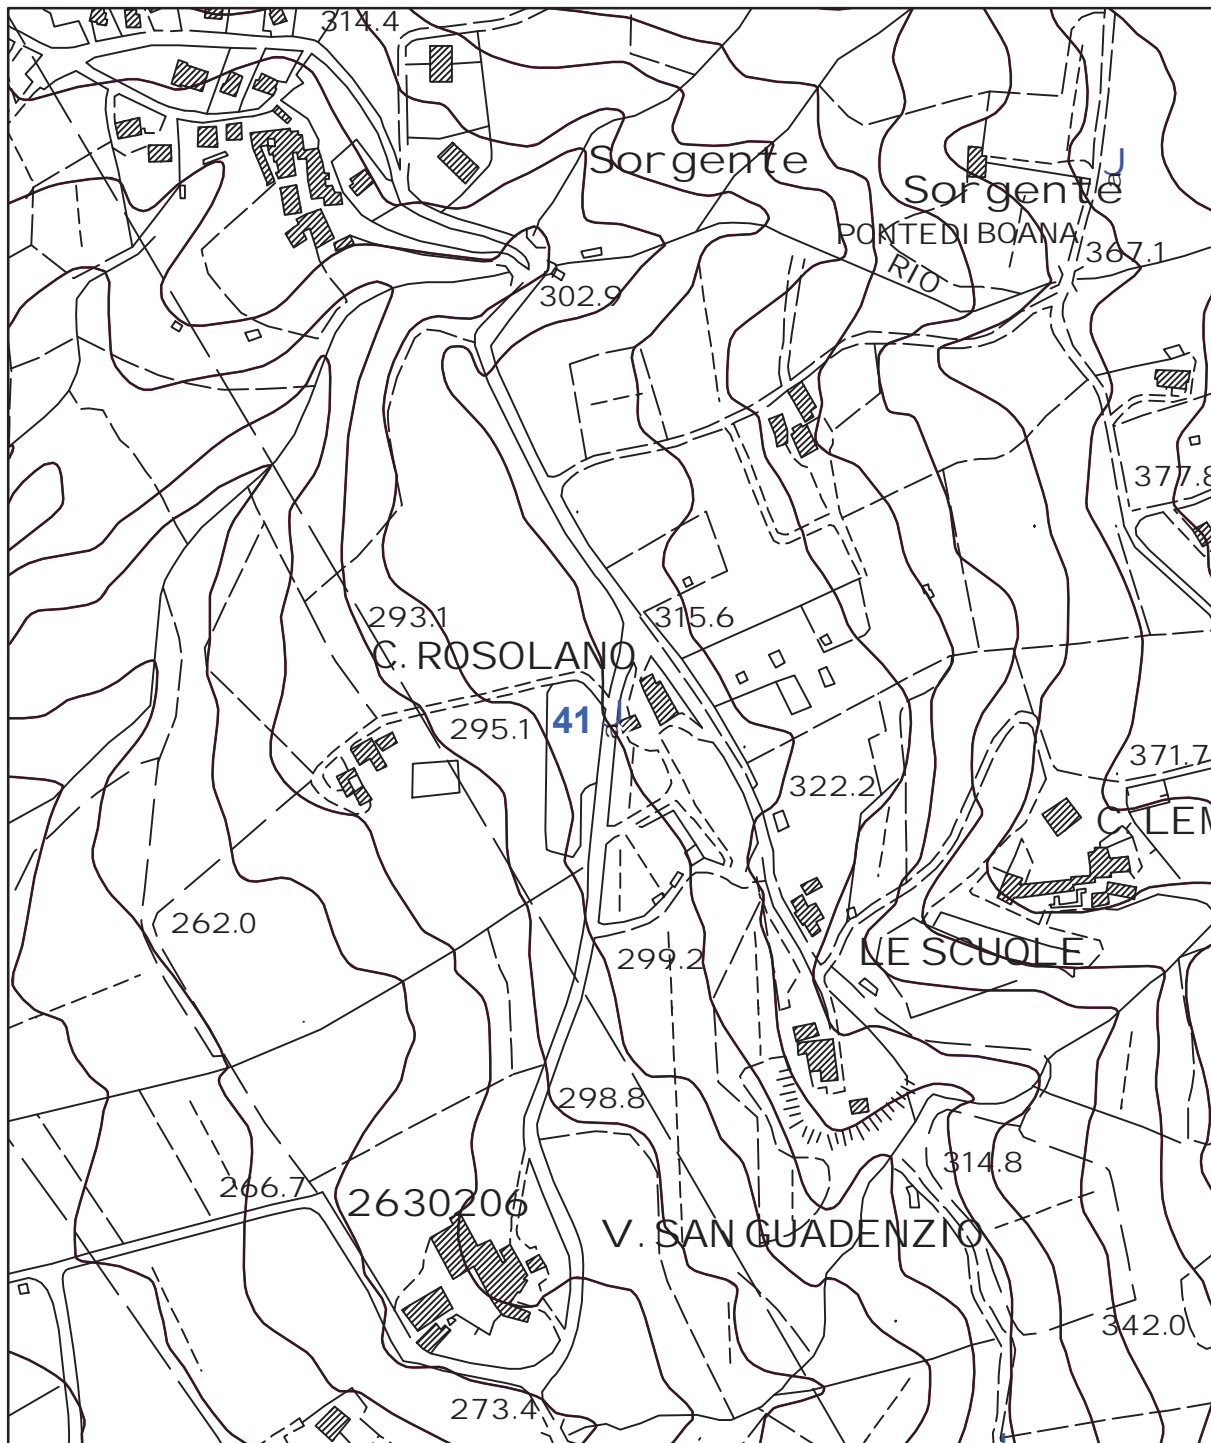 314.4
Sorgente
J
Sorgente
PONTEDI BOANA
367.1
RIO
302.9
377.8
293.1
315.6
C. ROSOLANO
295.1
41 J
371.7
322.2
C. LEM
262.0
LE SCUOLE
299.2
298.8
314.8
266.7
2630206
V. SAN GUADENZIO
342.0
273.4